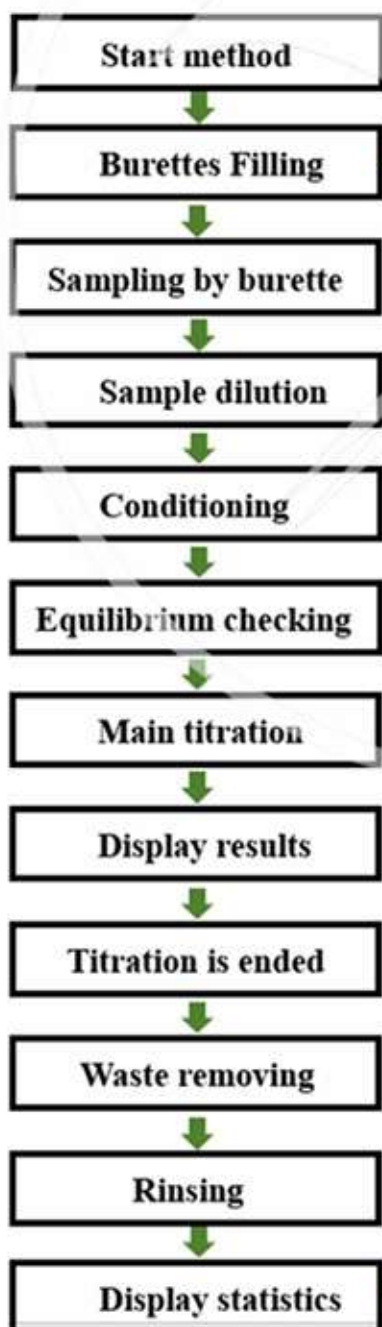 Start method
Burettes Filling
Sampling by burette
Sample dilution
Conditioning
Equilibrium checking
Main titration
Display results
Titration is ended
Waste removing
Rinsing
Display statistics